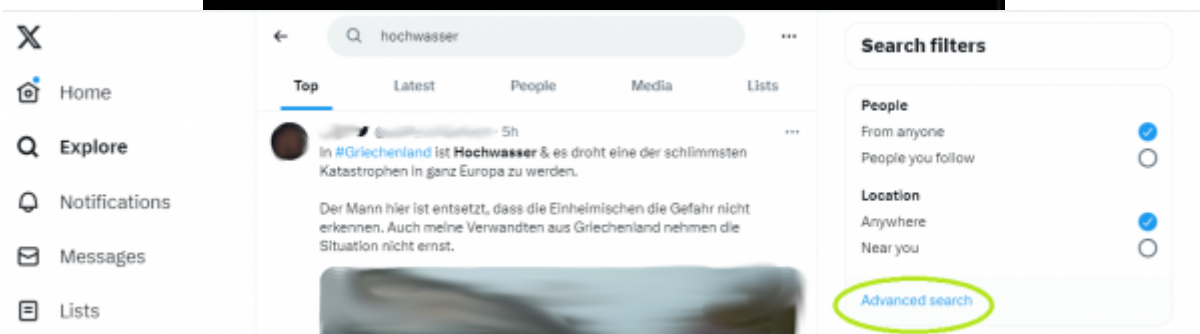 X
Home
Explore
Notifications
Messages
Lists
hochwasser
Top Latest People Media Lists
5h
In #Griechenland ist Hochwasser & es droht eine der schlimmsten
Katastrophen in ganz Europa zu werden.
Der Mann hier ist entsetzt, dass die Einheimischen die Gefahr nicht
erkennen. Auch meine Verwandten aus Griechenland nehmen die
Situation nicht ernst.
Search filters
People
From anyone
People you follow
Location
Anywhere
Near you
Advanced search